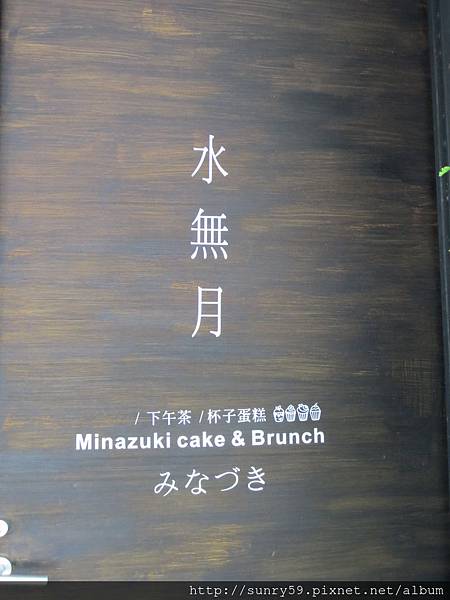 水無月
/ 下午茶 / 杯子蛋糕
Minazuki cake & Brunch
みなづき
http://sunry59.pixnet.net/album